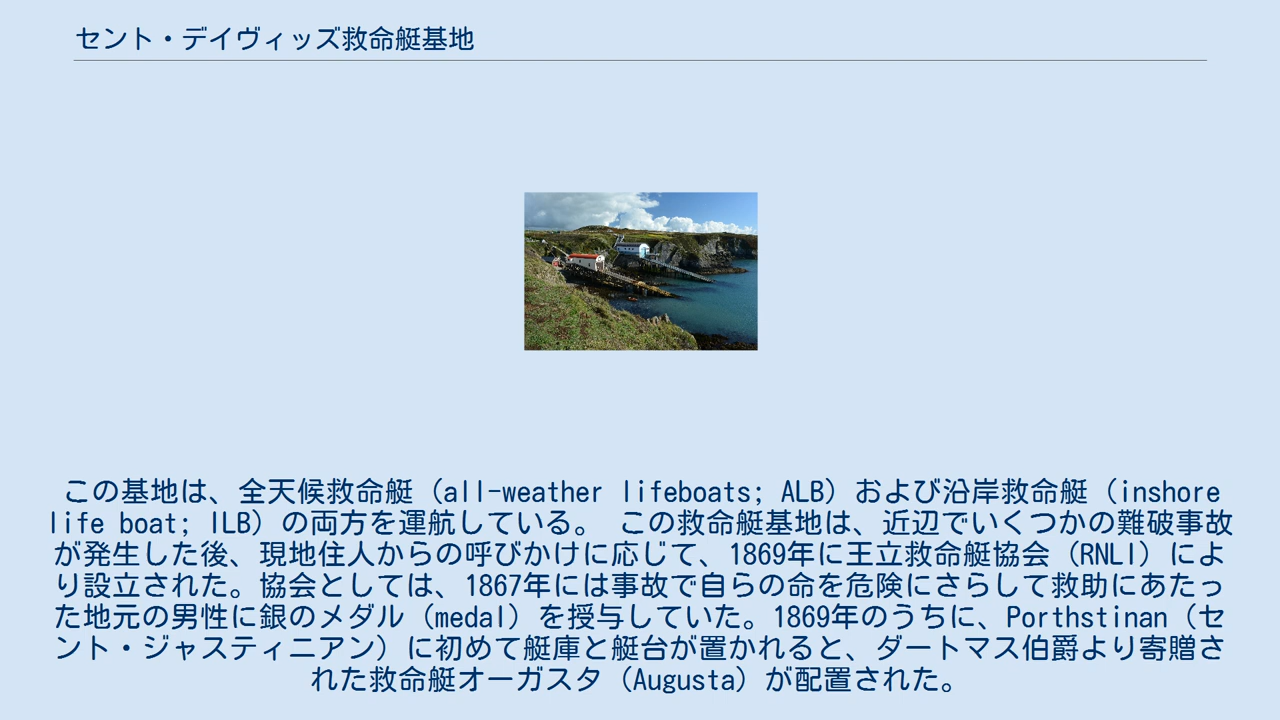 セント・デイヴィッズ救命艇基地
この基地は、全天候救命艇（all-weather lifeboats; ALB）および沿岸救命艇（inshore
life boat; ILB）の両方を運航している。 この救命艇基地は、近辺でいくつかの難破事故
が発生した後、現地住人からの呼びかけに応じて、1869年に王立救命艇協会（RNLI）によ
り設立された。協会としては、1867年には事故で自らの命を危険にさらして救助にあたっ
た地元の男性に銀のメダル（medal）を授与していた。1869年のうちに、Porthstinan（セ
ント・ジャスティニアン）に初めて艇庫と艇台が置かれると、ダートマス伯爵より寄贈さ
れた救命艇オーガスタ（Augusta）が配置された。